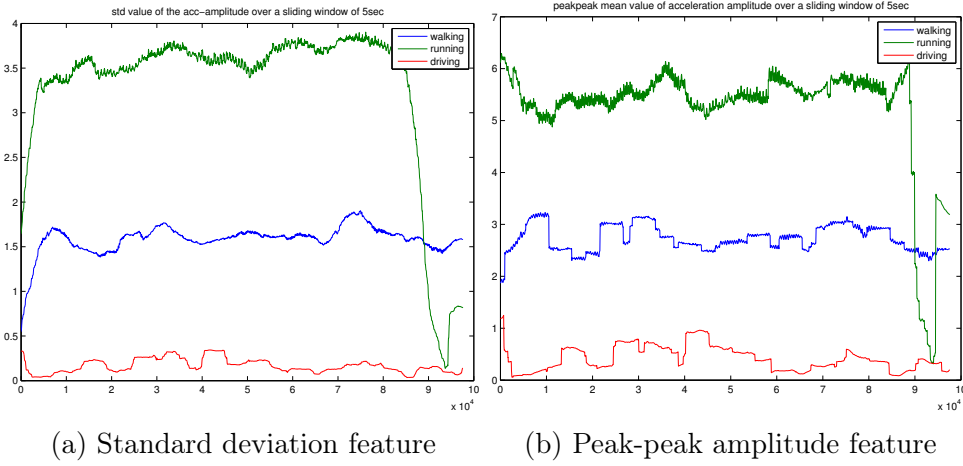 std value of the acc−amplitude over a sliding window of 5sec
4
3.5
3
2.5
2
1.5
1
0.5
0
0 1 2 3 4 5 6 7 8 9 10
x 10^4
walking
running
driving
(a) Standard deviation feature
peakpeak mean value of acceleration amplitude over a sliding window of 5sec
7
6
5
4
3
2
1
0
0 1 2 3 4 5 6 7 8 9 10
x 10^4
walking
running
driving
(b) Peak-peak amplitude feature